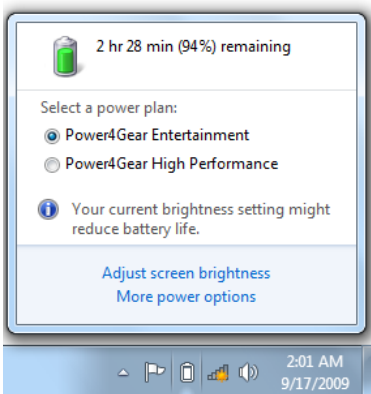 2 hr 28 min (94%) remaining
Select a power plan:
Power4Gear Entertainment
Power4Gear High Performance
Your current brightness setting might
reduce battery life.
Adjust screen brightness
More power options
2:01 AM
9/17/2009